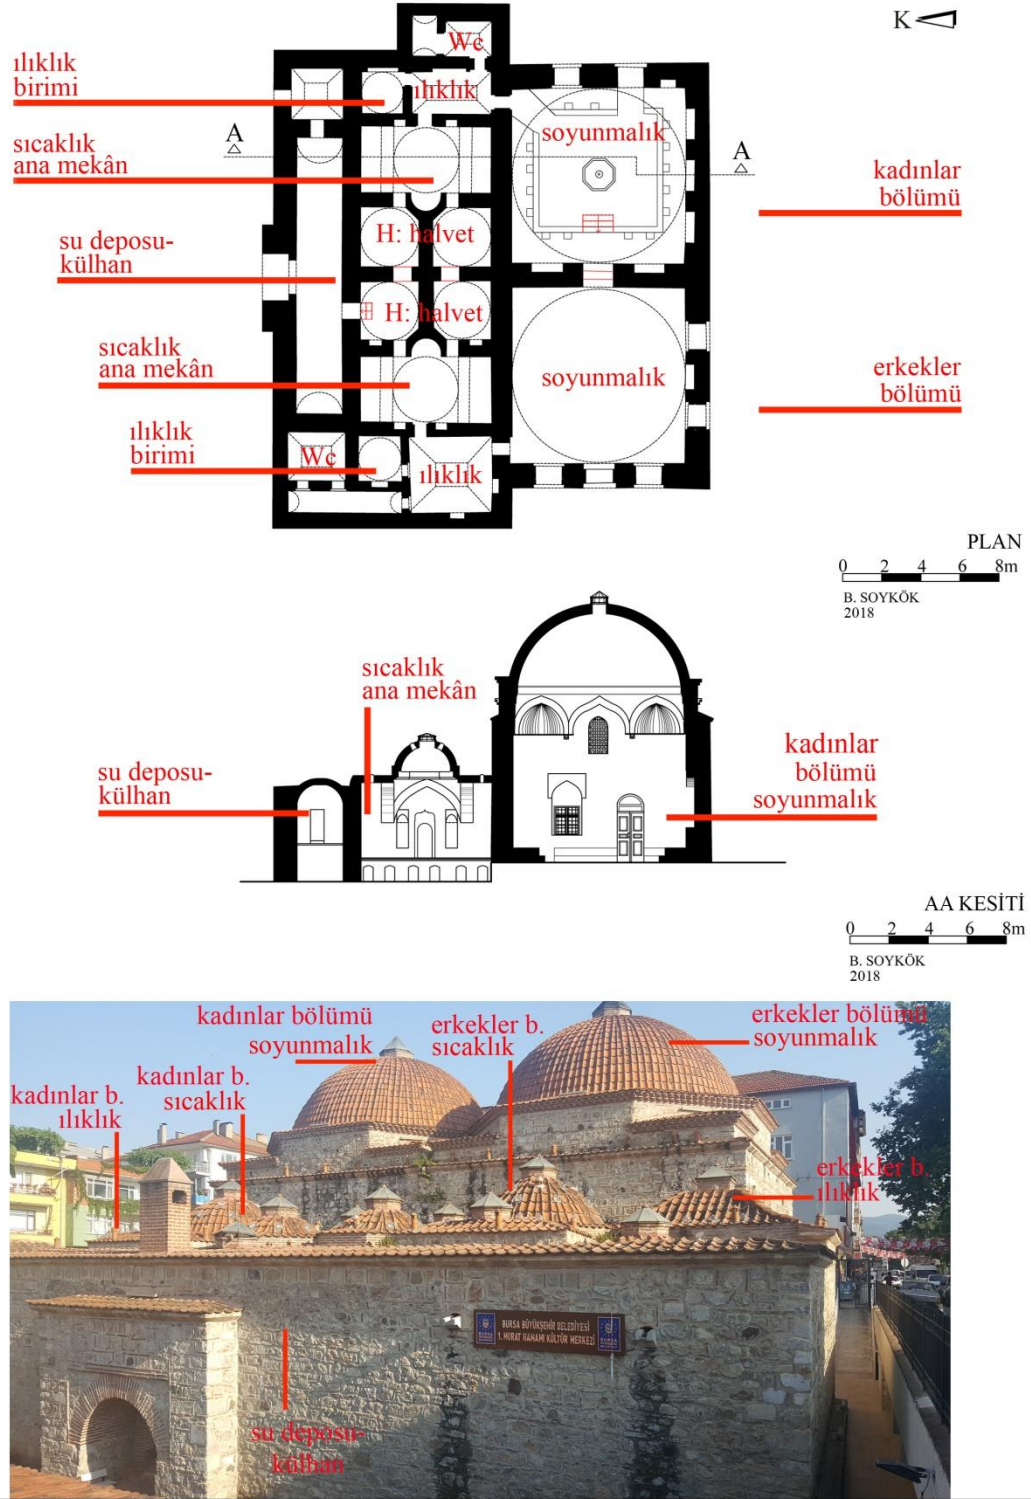 K
Wc
ılıklık
birimi
ılıklık
soyunmalık
A
A
sıcaklık
ana mekân
kadınlar
bölümü
H: halvet
su deposu-
külhan
H: halvet
sıcaklık
ana mekân
soyunmalık
erkekler
bölümü
ılıklık
birimi
Wç
ılıklık
PLAN
0 2 4 6 8m
B. SOYKÖK
2018
sıcaklık
ana mekân
su deposu-
külhan
kadınlar
bölümü
soyunmalık
AA KESİTİ
0 2 4 6 8m
B. SOYKÖK
2018
kadınlar bölümü
soyunmalık
erkekler b.
sıcaklık
erkekler bölümü
soyunmalık
kadınlar b.
ılıklık
kadınlar b.
sıcaklık
erkekler b.
ılıklık
BURSA BÜYÜKŞEHİR BELEDİYESİ
1. MURAT HAMAMI KÜLTÜR MERKEZİ
BURSA
BURSA
su deposu-
külhan